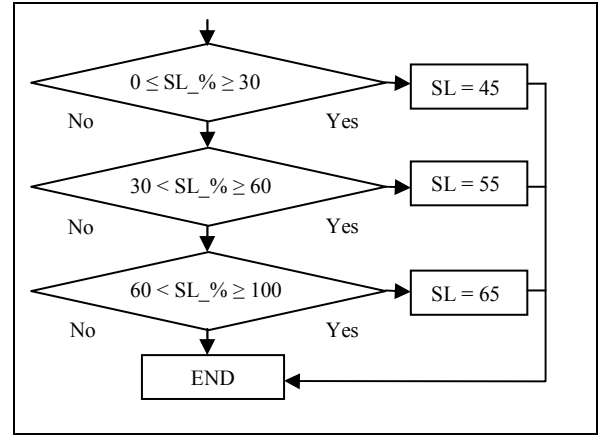 0 ≤ SL_% ≥ 30
SL = 45
No
Yes
30 < SL_% ≥ 60
SL = 55
No
Yes
60 < SL_% ≥ 100
SL = 65
No
Yes
END